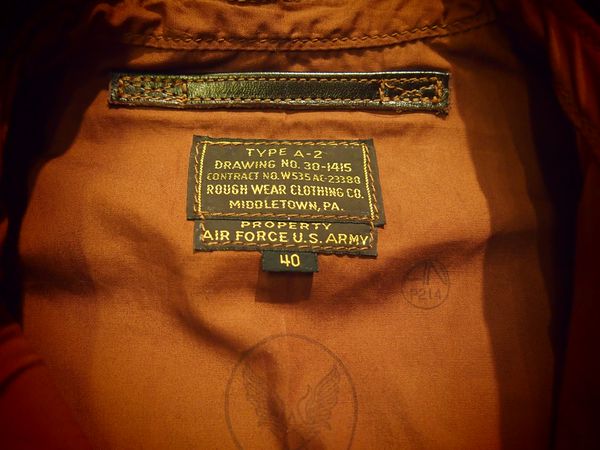 TYPE A-2
DRAWING NO. 30-1415
CONTRACT NO. W535 AC-23380
ROUGH WEAR CLOTHING CO.
MIDDLETOWN, PA.
PROPERTY
AIR FORCE U.S. ARMY
40
P214